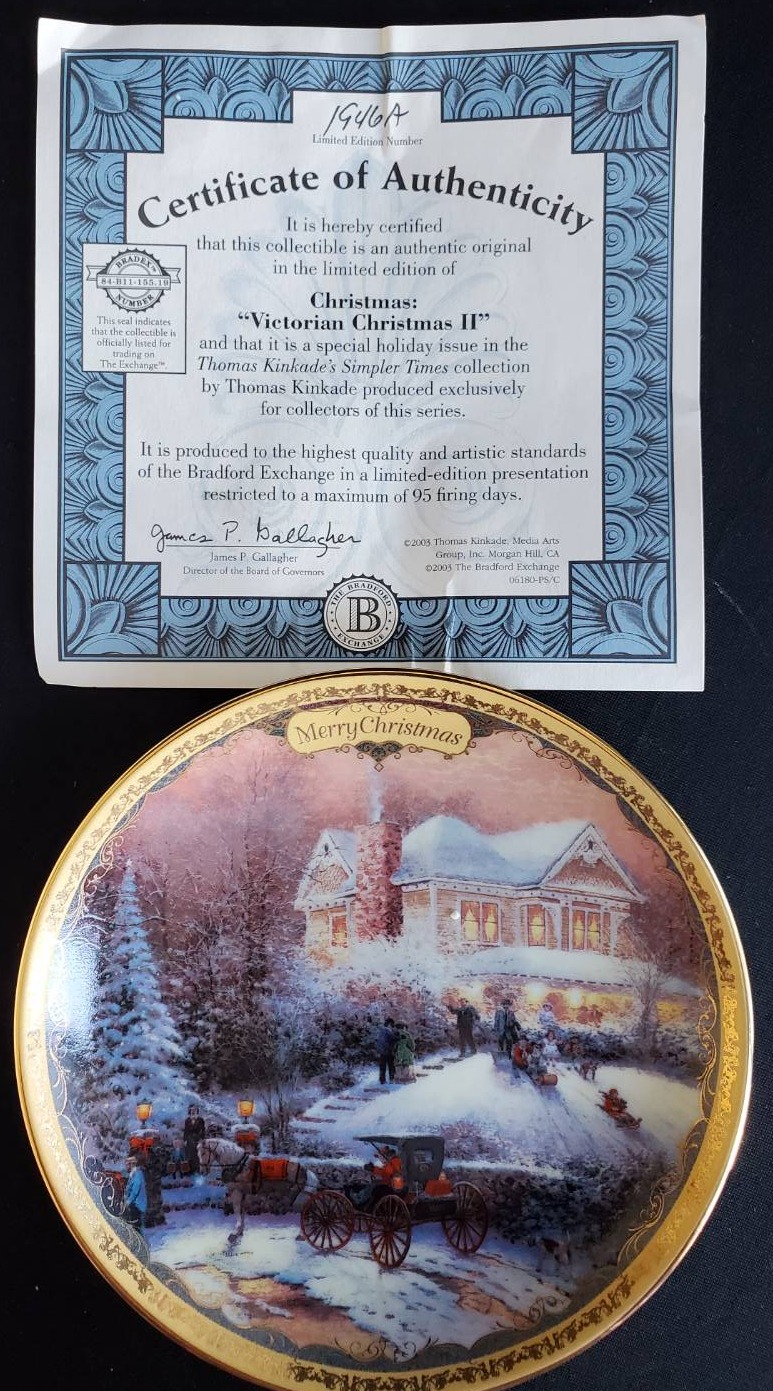 1946A
Limited Edition Number
Certificate of Authenticity
It is hereby certified
that this collectible is an authentic original
in the limited edition of
Christmas:
“Victorian Christmas II”
and that it is a special holiday issue in the
Thomas Kinkade's Simpler Times collection
by Thomas Kinkade produced exclusively
for collectors of this series.
BRADEX
84-B11-155.19
NUMBER
This seal indicates
that the collectible is
officially listed for
trading on
The Exchange™.
It is produced to the highest quality and artistic standards
of the Bradford Exchange in a limited-edition presentation
restricted to a maximum of 95 firing days.
James P. Gallagher
James P. Gallagher
Director of the Board of Governors
©2003 Thomas Kinkade, Media Arts
Group, Inc. Morgan Hill, CA
©2003 The Bradford Exchange
06180-PS/C
THE BRADFORD
B
EXCHANGE
Merry Christmas